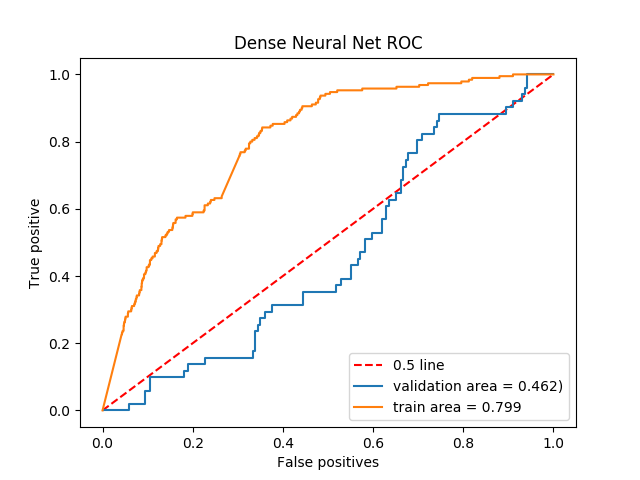 Dense Neural Net ROC
1.0
0.8
0.6
0.4
0.2
0.0
True positive
0.5 line
validation area = 0.462)
train area = 0.799
0.0 0.2 0.4 0.6 0.8 1.0
False positives